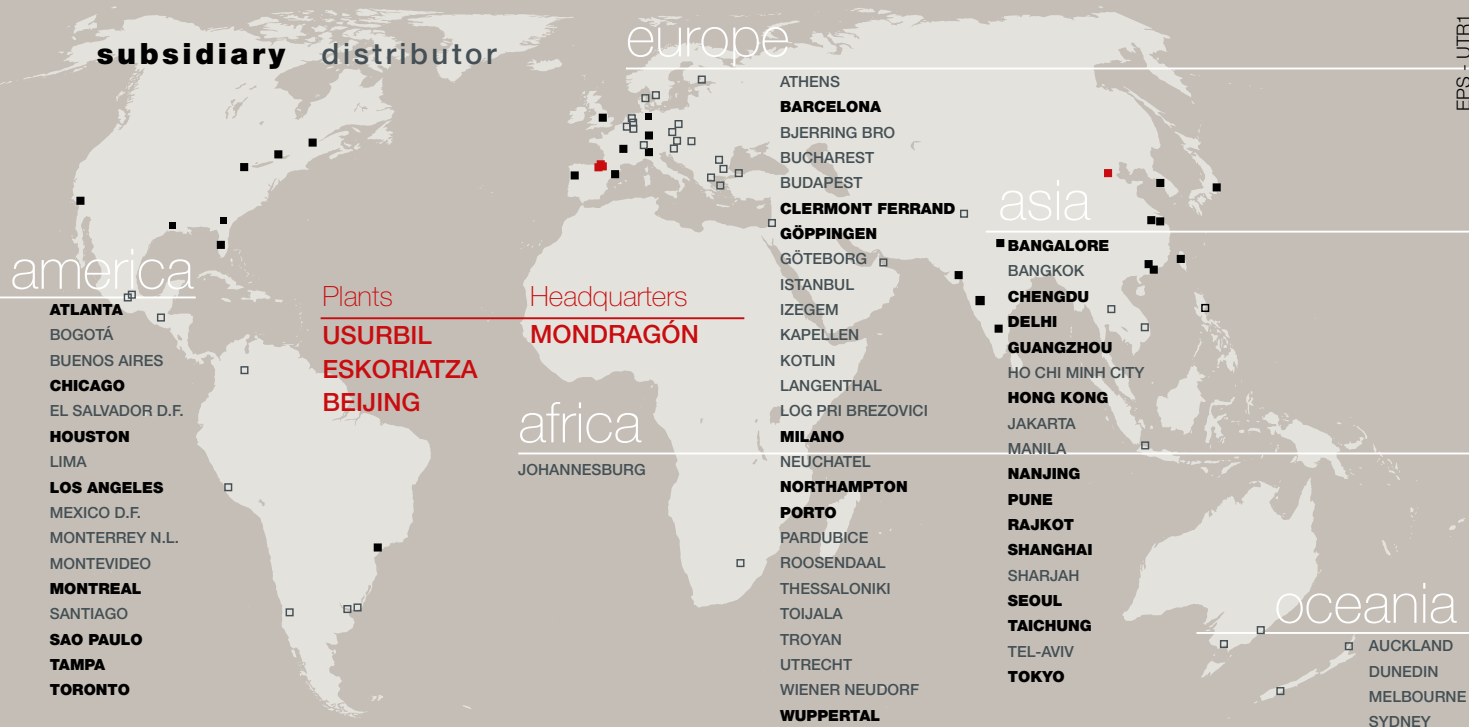 subsidiary distributor
EPS - UTR1
europe
ATHENS
BARCELONA
BJERRING BRO
BUCHAREST
BUDAPEST
CLERMONT FERRAND
GÖPPINGEN
GÖTEBORG
ISTANBUL
IZEGEM
KAPELLEN
KOTLIN
LANGENTHAL
LOG PRI BREZOVICI
MILANO
NEUCHATEL
NORTHAMPTON
PORTO
PARDUBICE
ROOSENDAAL
THESSALONIKI
TOIJALA
TROYAN
UTRECHT
WIENER NEUDORF
WUPPERTAL
asia
BANGALORE
BANGKOK
CHENGDU
DELHI
GUANGZHOU
HO CHI MINH CITY
HONG KONG
JAKARTA
MANILA
NANJING
PUNE
RAJKOT
SHANGHAI
SHARJAH
SEOUL
TAICHUNG
TEL-AVIV
TOKYO
america
ATLANTA
BOGOTÁ
BUENOS AIRES
CHICAGO
EL SALVADOR D.F.
HOUSTON
LIMA
LOS ANGELES
MEXICO D.F.
MONTERREY N.L.
MONTEVIDEO
MONTREAL
SANTIAGO
SAO PAULO
TAMPA
TORONTO
Plants
USURBIL
ESKORIATZA
BEIJING
Headquarters
MONDRAGÓN
africa
JOHANNESBURG
oceania
AUCKLAND
DUNEDIN
MELBOURNE
SYDNEY